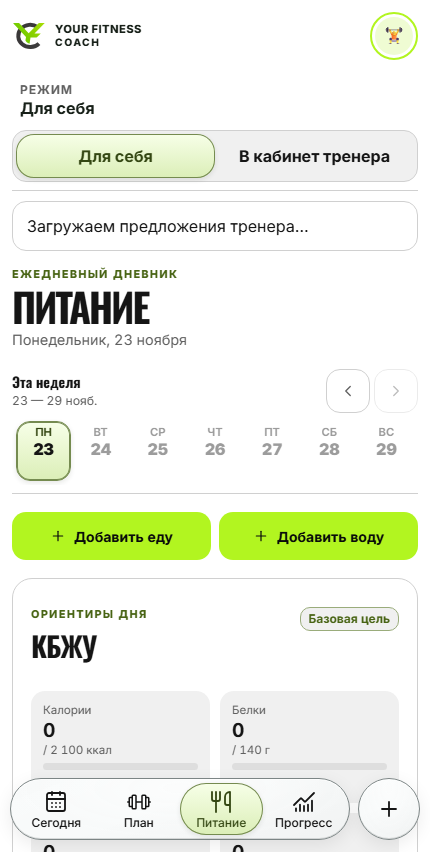 YOUR FITNESS
COACH
РЕЖИМ
Для себя
Для себя
В кабинет тренера
Загружаем предложения тренера...
ЕЖЕДНЕВНЫЙ ДНЕВНИК
ПИТАНИЕ
Понедельник, 23 ноября
Эта неделя
23 — 29 нояб.
ПН ВТ СР ЧТ ПТ СБ ВС
23 24 25 26 27 28 29
Добавить еду
Добавить воду
ОРИЕНТИРЫ ДНЯ
Базовая цель
КБЖУ
Калории
0
/ 2 100 ккал
Белки
0
/ 140 г
Сегодня
План
Питание
Прогресс
0
0